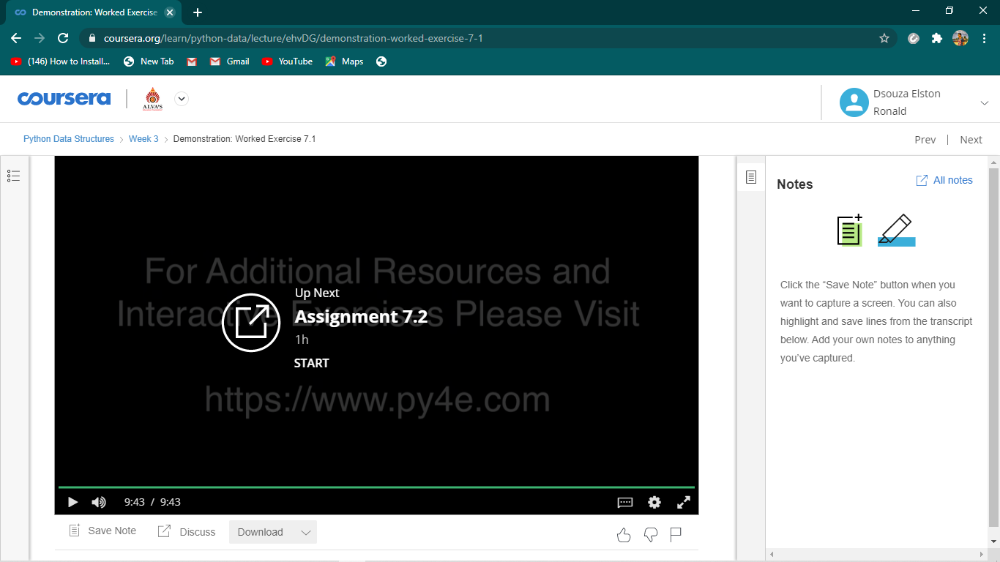 Demonstration: Worked Exercise
coursera.org/learn/python-data/lecture/ehvDG/demonstration-worked-exercise-7-1
(146) How to Install...
New Tab
Gmail
YouTube
Maps
coursera
ALVA'S
Dsouza Elston
Ronald
Python Data Structures
Week 3
Demonstration: Worked Exercise 7.1
Prev | Next
For Additional Resources and
Interactive Exercises Please Visit
https://www.py4e.com
Up Next
Assignment 7.2
1h
START
9:43 / 9:43
Save Note
Discuss
Download
Notes
All notes
Click the “Save Note” button when you
want to capture a screen. You can also
highlight and save lines from the transcript
below. Add your own notes to anything
you’ve captured.